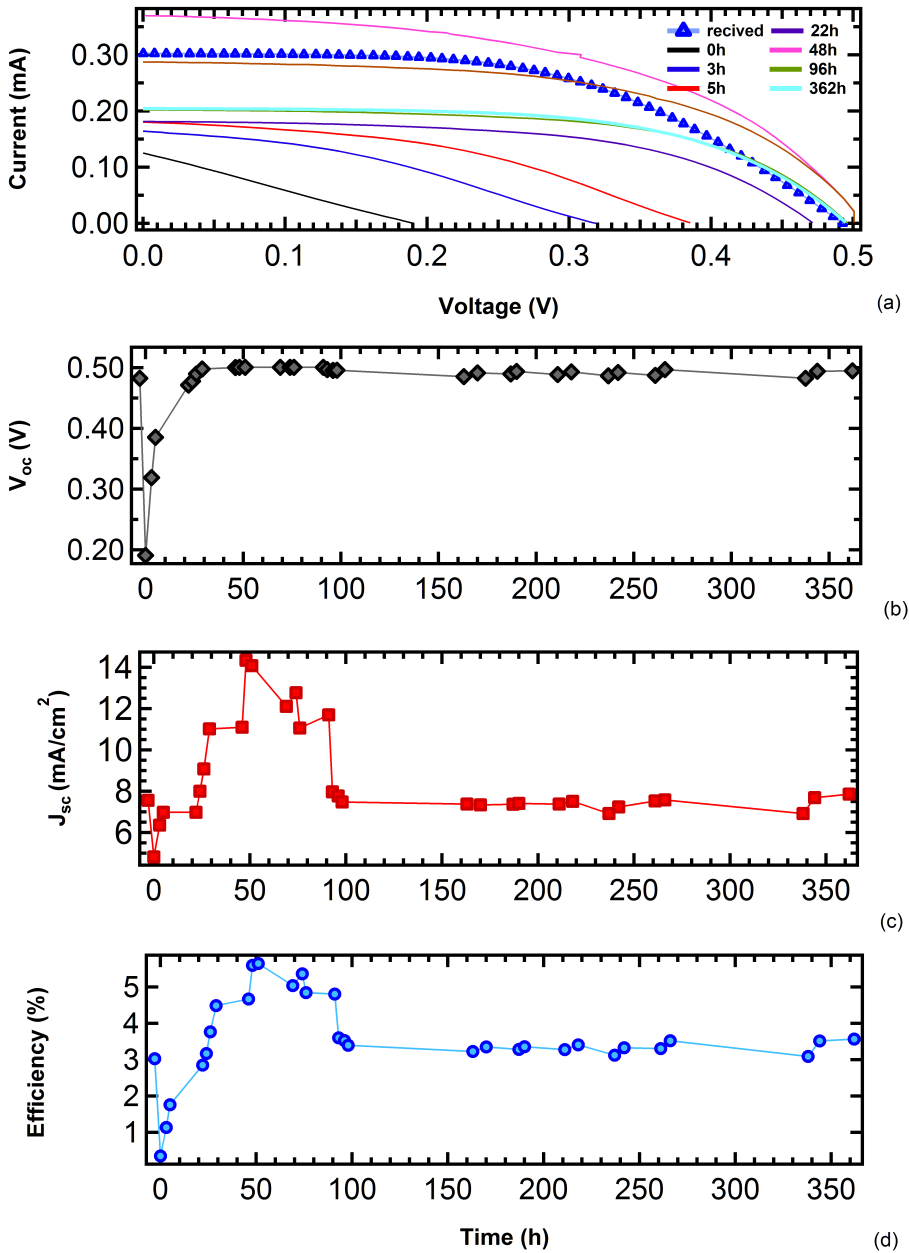 Current (mA)
0.30
0.20
0.10
0.00
recived 22h
0h 48h
3h 96h
5h 362h
0.0 0.1 0.2 0.3 0.4 0.5
Voltage (V)
(a)
Voc (V)
0.50
0.40
0.30
0.20
0 50 100 150 200 250 300 350
(b)
Jsc (mA/cm²)
14
12
10
8
6
0 50 100 150 200 250 300 350
(c)
Efficiency (%)
5
4
3
2
1
0 50 100 150 200 250 300 350
Time (h)
(d)